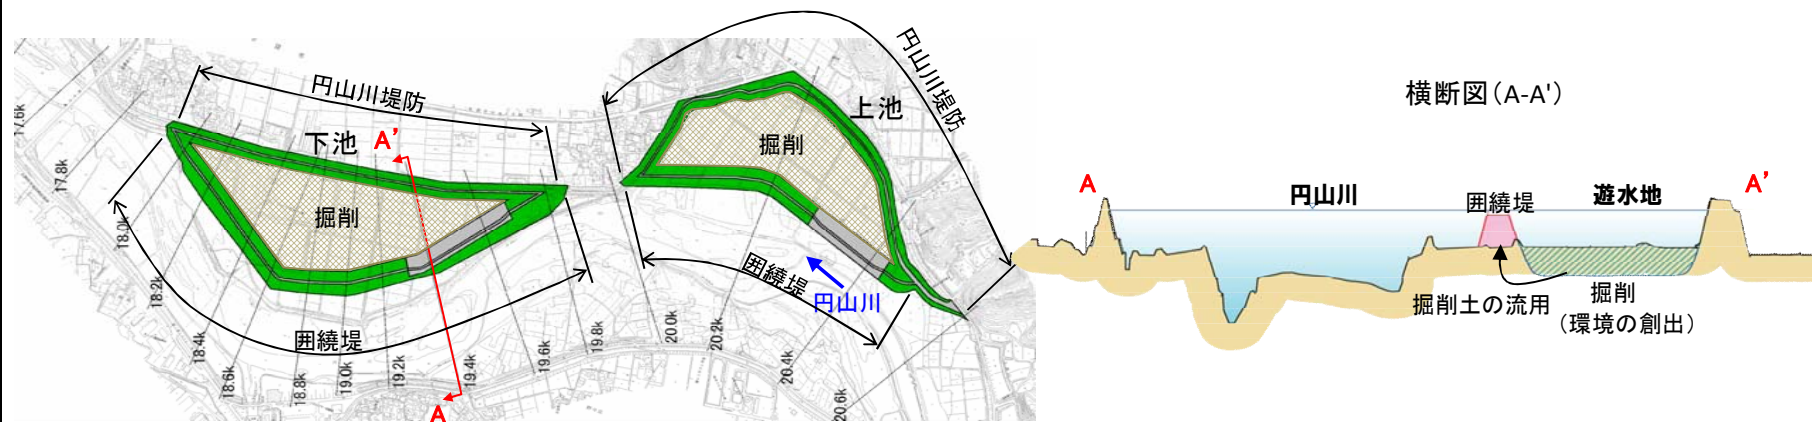 円山川堤防
下池
A'
掘削
囲繞堤
A
17.6k
17.8k
18.0k
18.2k
18.4k
18.6k
18.8k
19.0k
19.2k
19.4k
19.6k
19.8k
円山川堤防
上池
掘削
囲繞堤
円山川
20.0k
20.2k
20.4k
20.6k
横断図(A-A')
A
円山川
囲繞堤
遊水地
A'
掘削土の流用
掘削
(環境の創出)